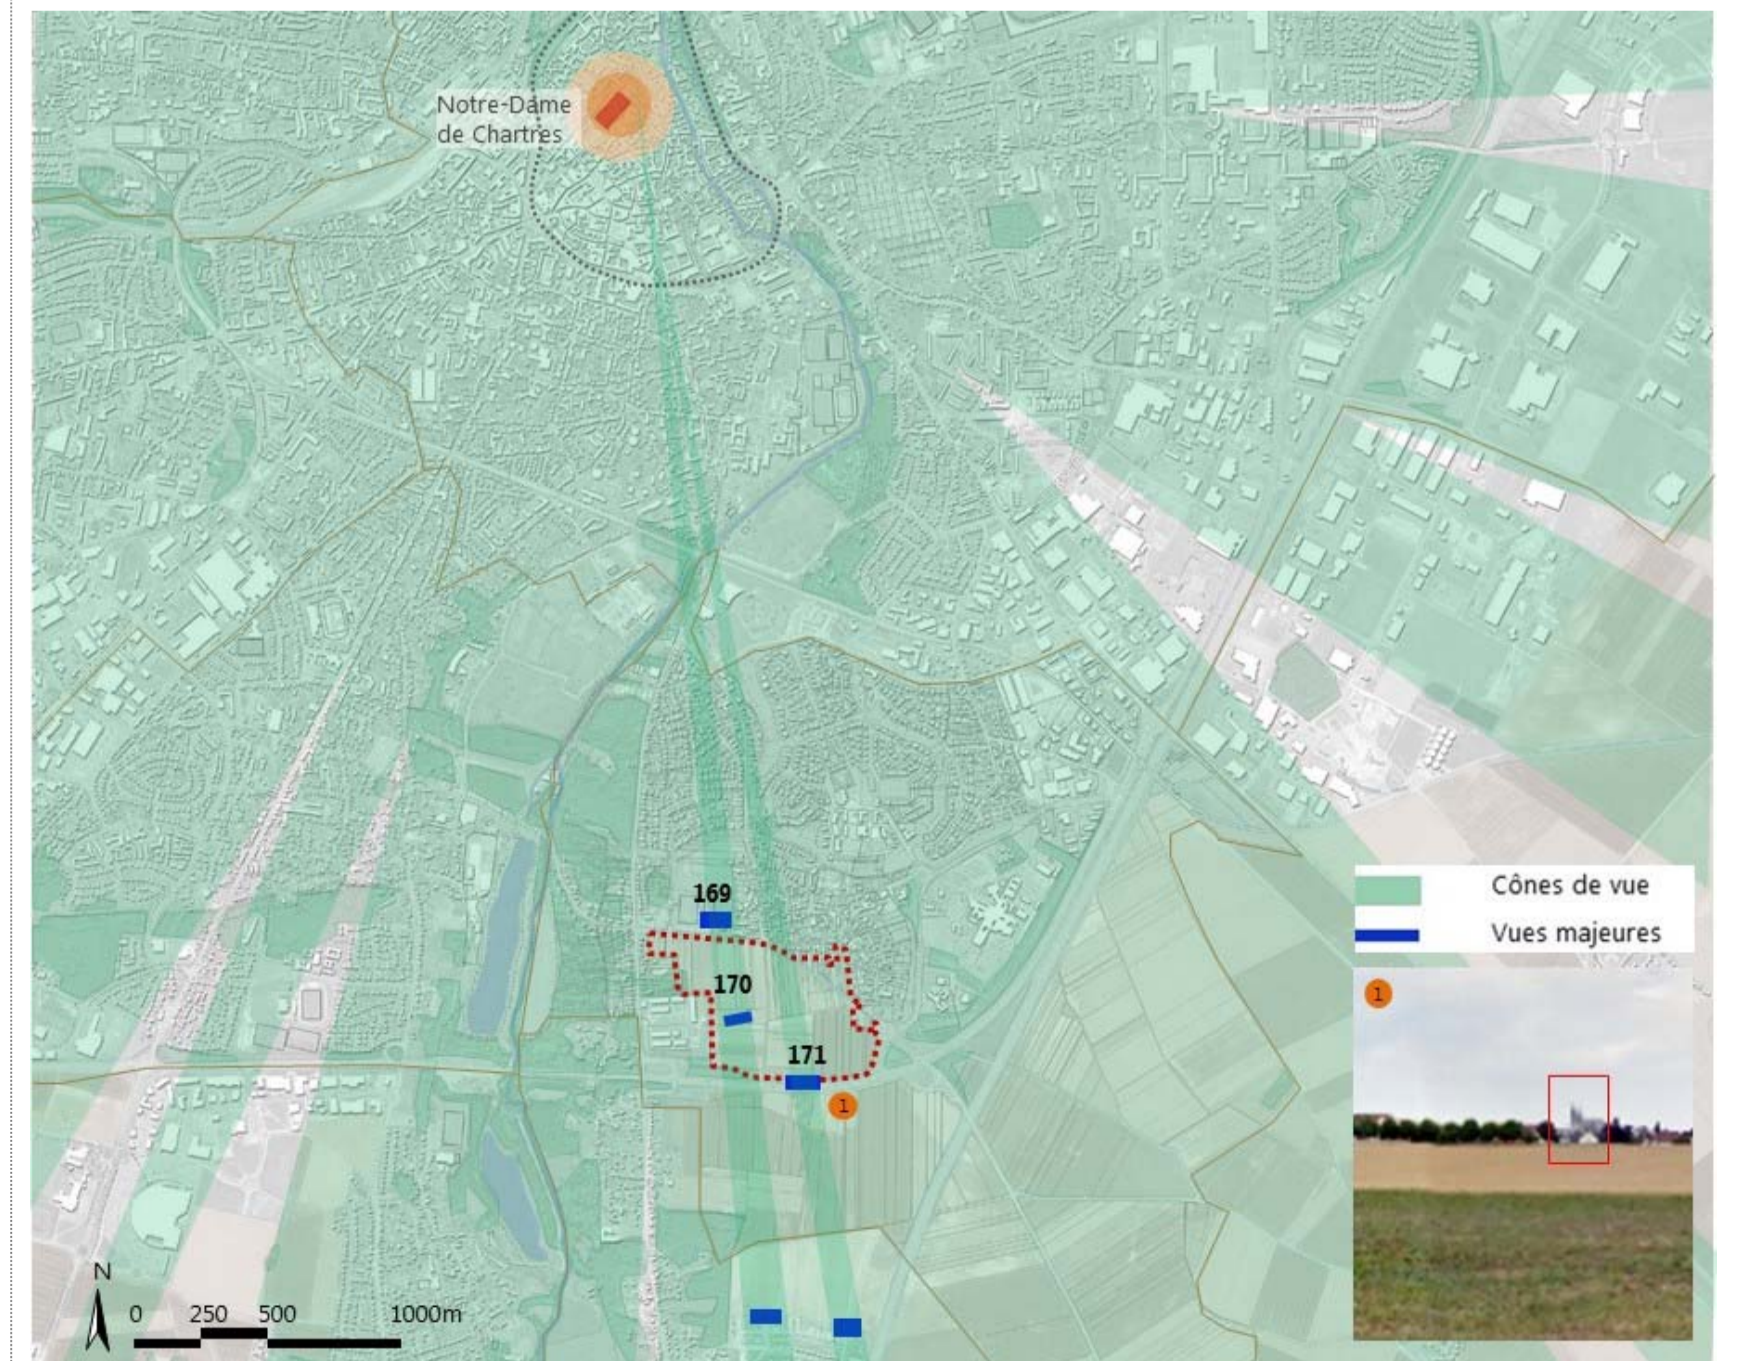 Notre-Dame
de Chartres
169
170
171
1
Cônes de vue
Vues majeures
1
N
0 250 500 1000m